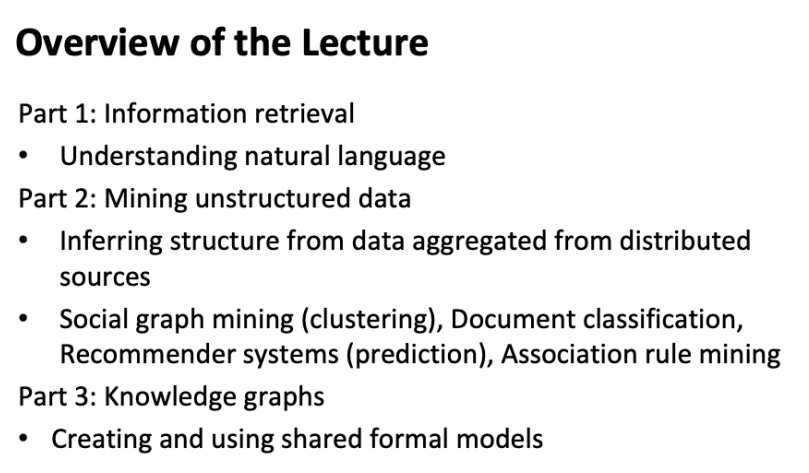 Overview of the Lecture
Part 1: Information retrieval
• Understanding natural language
Part 2: Mining unstructured data
• Inferring structure from data aggregated from distributed
sources
• Social graph mining (clustering), Document classification,
Recommender systems (prediction), Association rule mining
Part 3: Knowledge graphs
• Creating and using shared formal models